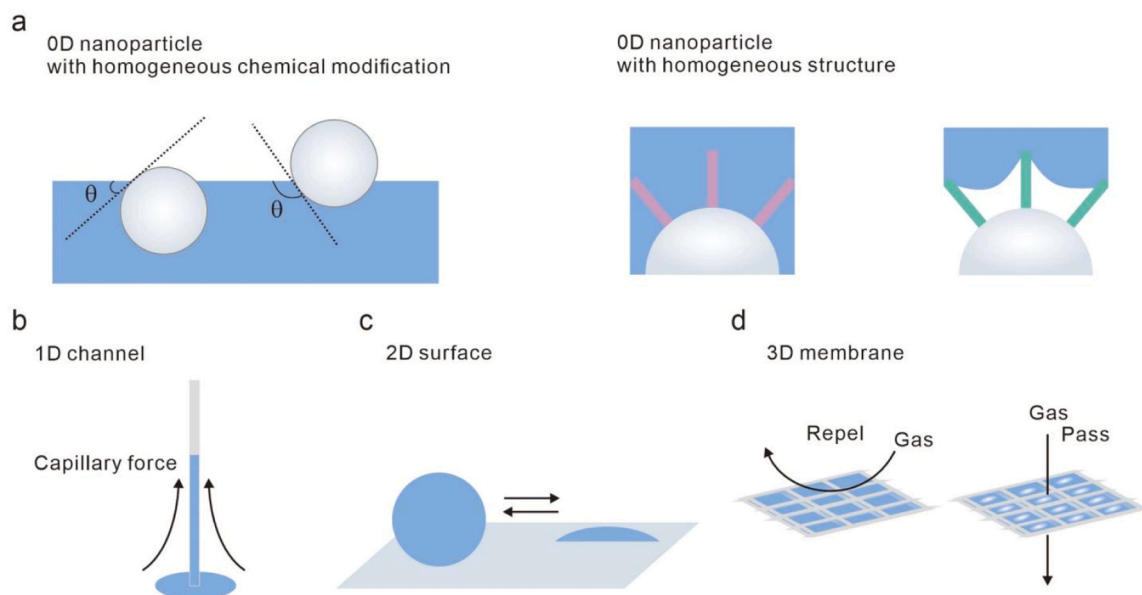 a
0D nanoparticle
with homogeneous chemical modification
0D nanoparticle
with homogeneous structure
θ
θ
b
1D channel
Capillary force
c
2D surface
d
3D membrane
Repel
Gas
Gas
Pass